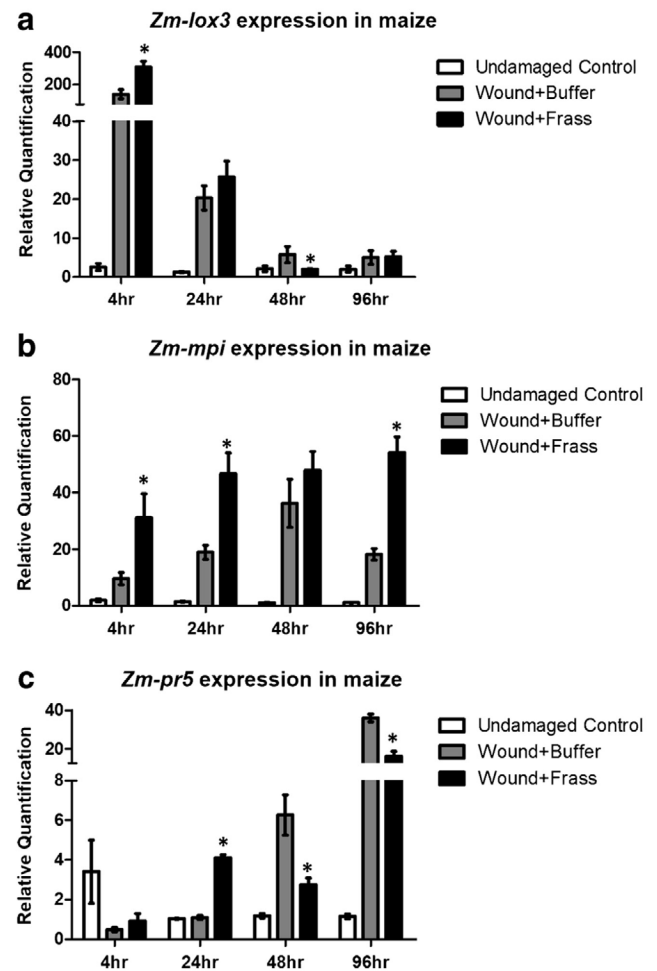 a
Zm-lox3 expression in maize
Relative Quantification
400
200
40
30
20
10
0
*
*
4hr 24hr 48hr 96hr
Undamaged Control
Wound+Buffer
Wound+Frass
b
Zm-mpi expression in maize
Relative Quantification
80
60
40
20
0
*
*
*
4hr 24hr 48hr 96hr
Undamaged Control
Wound+Buffer
Wound+Frass
c
Zm-pr5 expression in maize
Relative Quantification
40
20
8
6
4
2
0
*
*
*
4hr 24hr 48hr 96hr
Undamaged Control
Wound+Buffer
Wound+Frass